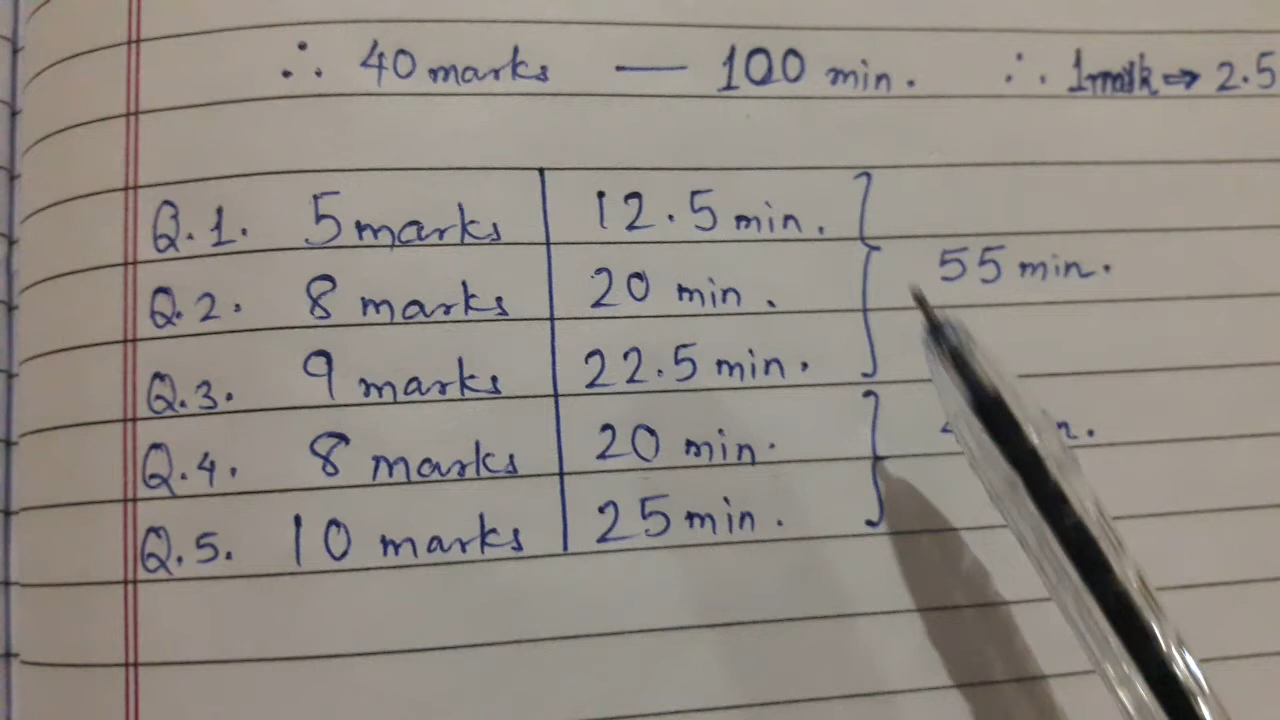 ∴ 40 marks — 100 min. ∴ 1 mark ⇒ 2.5
Q.1. 5 marks 12.5 min.
55 min.
Q.2. 8 marks 20 min.
Q.3. 9 marks 22.5 min.
Q.4. 8 marks 20 min.
Q.5. 10 marks 25 min.